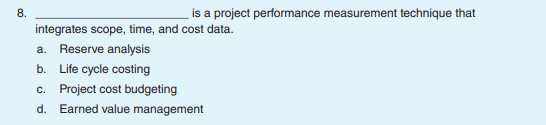 8. ______________________ is a project performance measurement technique that
integrates scope, time, and cost data.
a. Reserve analysis
b. Life cycle costing
c. Project cost budgeting
d. Earned value management